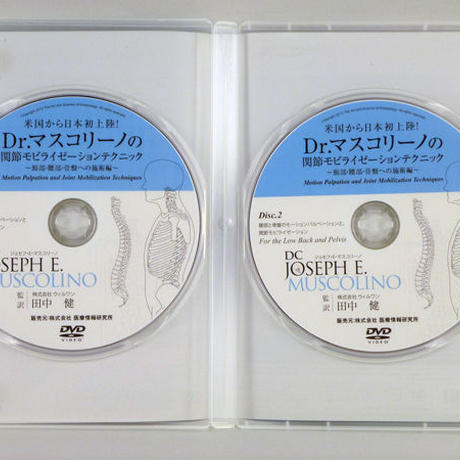 米国から日本初上陸!
Dr.マスコリーノの
関節モビライゼーションテクニック
～頸部・腰部・骨盤への施術編～
Motion Palpation and Joint Mobilization Techniques
ジョセフ・E・マスコリーノ
SEPH E.
USCOLINO
監訳
株式会社 ウィルワン
田中 健
販売元:株式会社 医療情報研究所
DVD
VIDEO
米国から日本初上陸!
Dr.マスコリーノの
関節モビライゼーションテクニック
～頸部・腰部・骨盤への施術編～
Motion Palpation and Joint Mobilization Techniques
Disc.2
腰部と骨盤のモーションパルペーションと、
関節モビライゼーション
For the Low Back and Pelvis
DC
ジョセフ・E・マスコリーノ
JOSEPH E.
MUSCOLINO
監訳
株式会社 ウィルワン
田中 健
販売元:株式会社 医療情報研究所
DVD
VIDEO